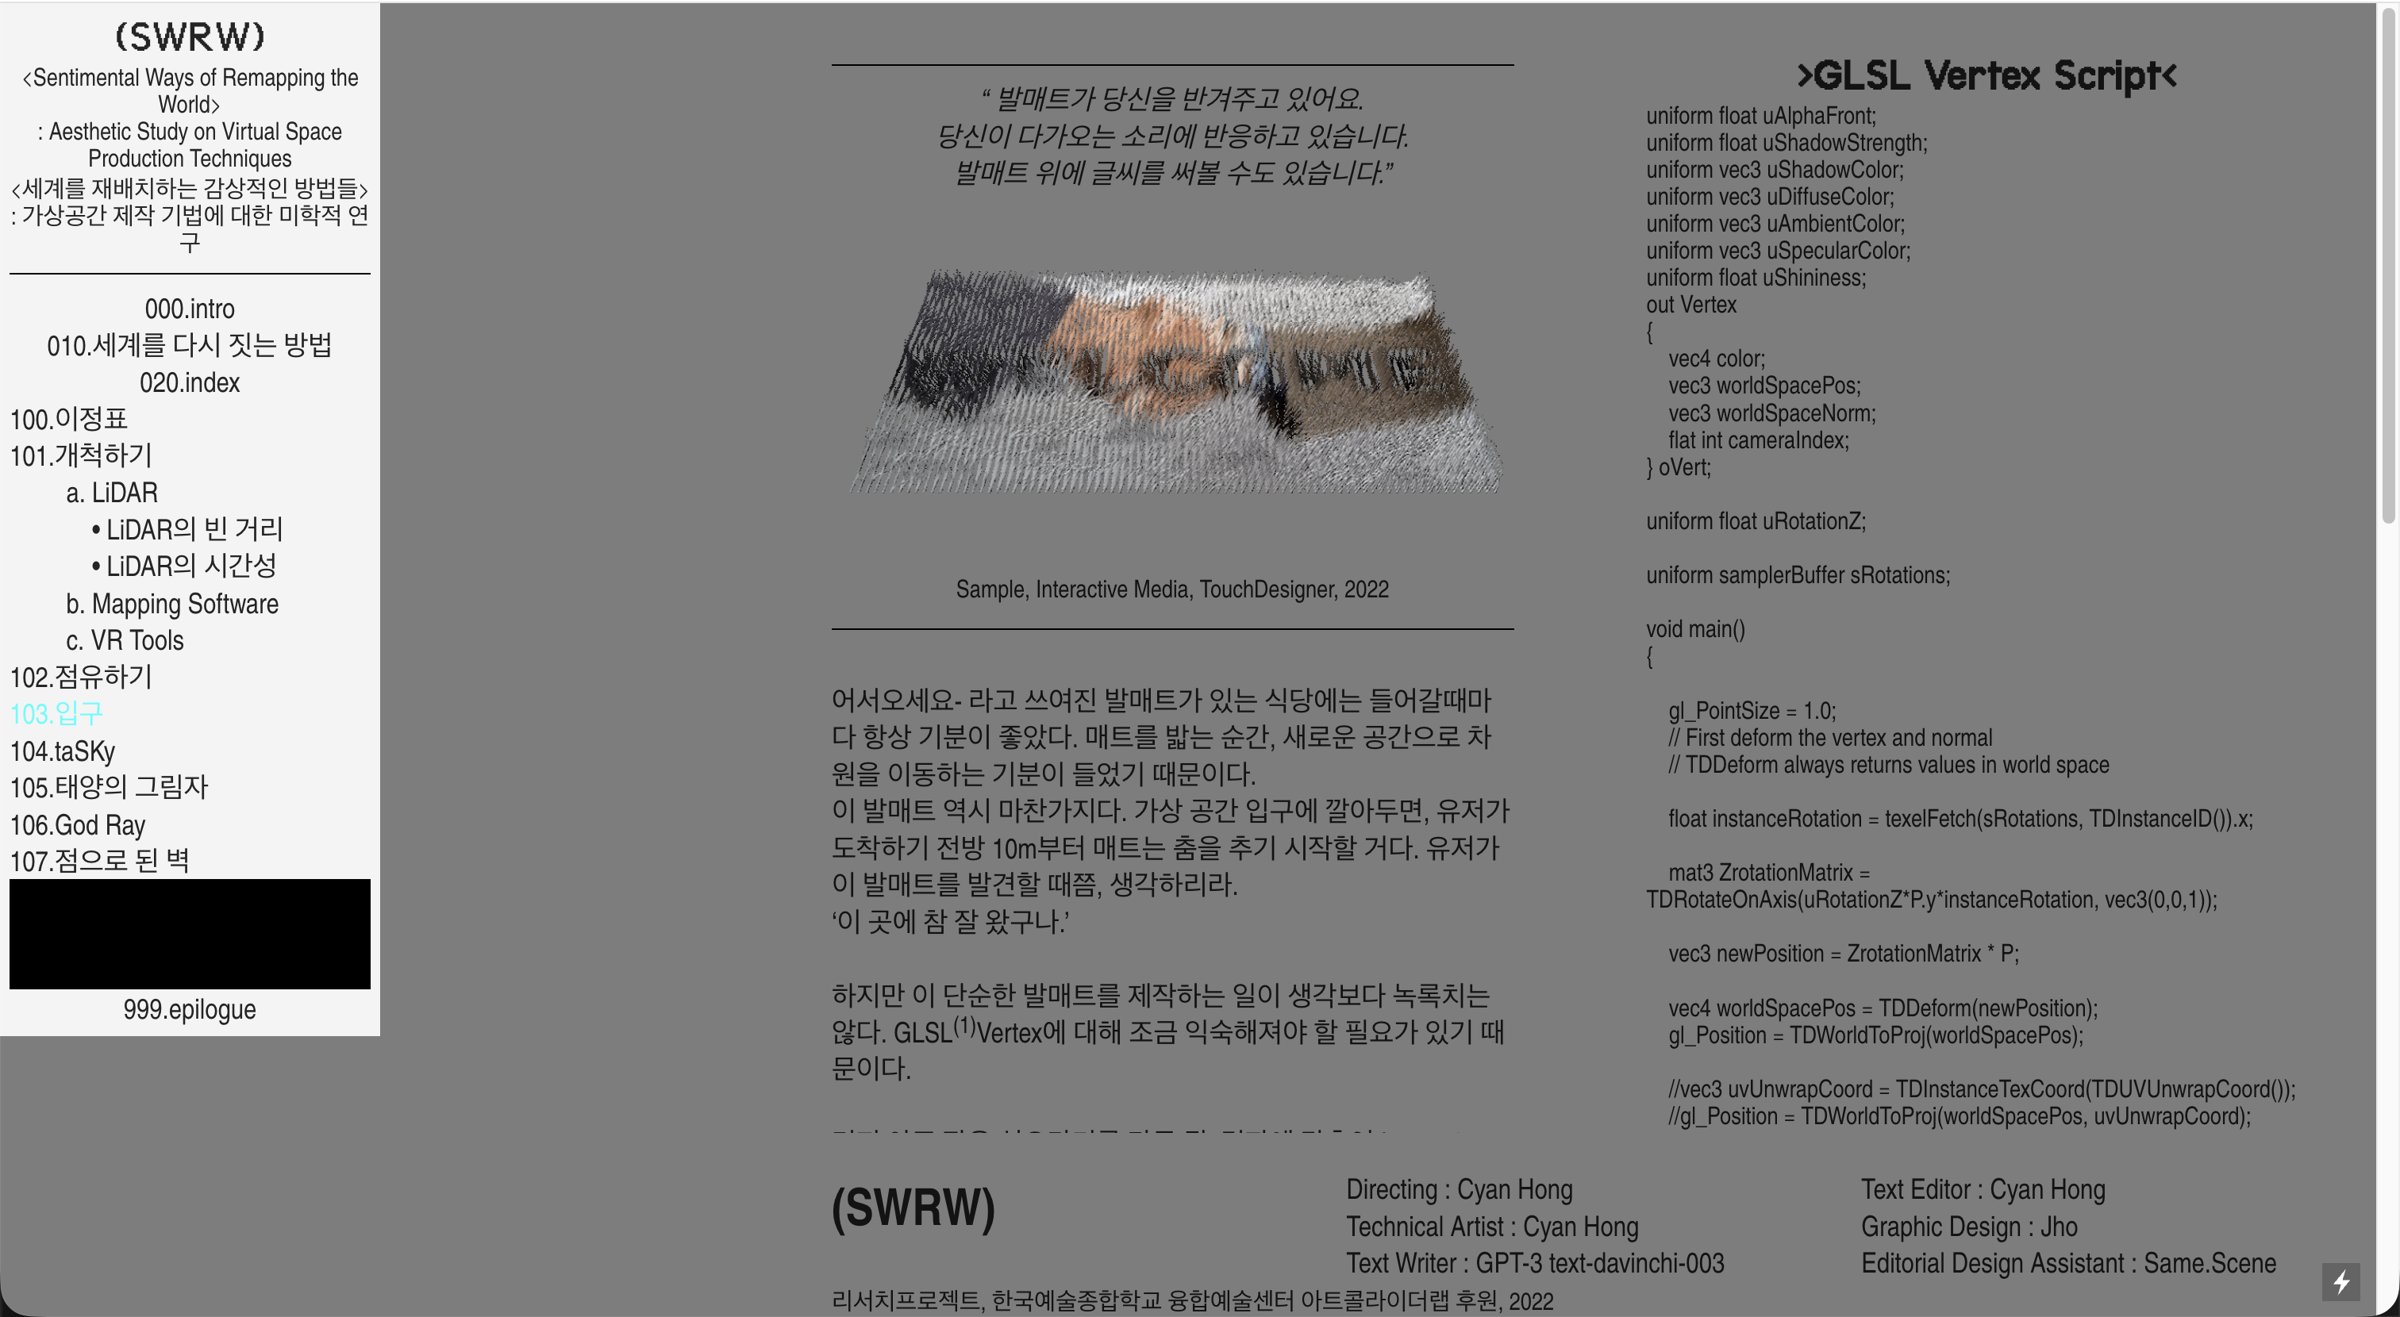 (SWRW)
<Sentimental Ways of Remapping the
World>
: Aesthetic Study on Virtual Space
Production Techniques
<세계를 재배치하는 감상적인 방법들>
: 가상공간 제작 기법에 대한 미학적 연
구
000.intro
010.세계를 다시 짓는 방법
020.index
100.이정표
101.개척하기
a. LiDAR
• LiDAR의 빈 거리
• LiDAR의 시간성
b. Mapping Software
c. VR Tools
102.점유하기
103.입구
104.taSKy
105.태양의 그림자
106.God Ray
107.점으로 된 벽
999.epilogue
“ 발매트가 당신을 반겨주고 있어요.
당신이 다가오는 소리에 반응하고 있습니다.
발매트 위에 글씨를 써볼 수도 있습니다.”
Sample, Interactive Media, TouchDesigner, 2022
어서오세요- 라고 쓰여진 발매트가 있는 식당에는 들어갈때마
다 항상 기분이 좋았다. 매트를 밟는 순간, 새로운 공간으로 차
원을 이동하는 기분이 들었기 때문이다.
이 발매트 역시 마찬가지다. 가상 공간 입구에 깔아두면, 유저가
도착하기 전방 10m부터 매트는 춤을 추기 시작할 거다. 유저가
이 발매트를 발견할 때쯤, 생각하리라.
‘이 곳에 참 잘 왔구나.’
하지만 이 단순한 발매트를 제작하는 일이 생각보다 녹록치는
않다. GLSL(1)Vertex에 대해 조금 익숙해져야 할 필요가 있기 때
문이다.
>GLSL Vertex Script<
uniform float uAlphaFront;
uniform float uShadowStrength;
uniform vec3 uShadowColor;
uniform vec3 uDiffuseColor;
uniform vec3 uAmbientColor;
uniform vec3 uSpecularColor;
uniform float uShininess;
out Vertex
{
vec4 color;
vec3 worldSpacePos;
vec3 worldSpaceNorm;
flat int cameraIndex;
} oVert;
uniform float uRotationZ;
uniform samplerBuffer sRotations;
void main()
{
gl_PointSize = 1.0;
// First deform the vertex and normal
// TDDeform always returns values in world space
float instanceRotation = texelFetch(sRotations, TDInstanceID()).x;
mat3 ZrotationMatrix =
TDRotateOnAxis(uRotationZ*P.y*instanceRotation, vec3(0,0,1));
vec3 newPosition = ZrotationMatrix * P;
vec4 worldSpacePos = TDDeform(newPosition);
gl_Position = TDWorldToProj(worldSpacePos);
//vec3 uvUnwrapCoord = TDInstanceTexCoord(TDUVUnwrapCoord());
//gl_Position = TDWorldToProj(worldSpacePos, uvUnwrapCoord);
(SWRW)
Directing : Cyan Hong
Technical Artist : Cyan Hong
Text Writer : GPT-3 text-davinchi-003
Text Editor : Cyan Hong
Graphic Design : Jho
Editorial Design Assistant : Same.Scene
리서치프로젝트, 한국예술종합학교 융합예술센터 아트콜라이더랩 후원, 2022